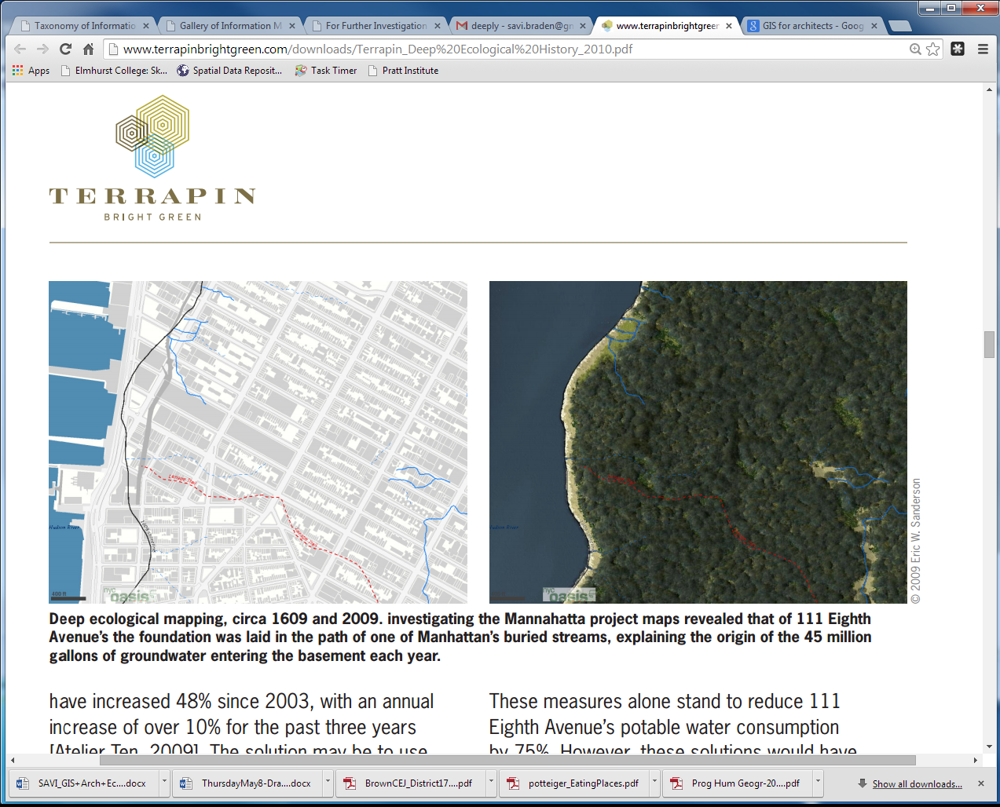 Taxonomy of Informatio
Gallery of Information M
For Further Investigation
deeply - savi.braden@gm
www.terrapinbrightgreen
GIS for architects - Goog
www.terrapinbrightgreen.com/downloads/Terrapin_Deep%20Ecological%20History_2010.pdf
Apps
Elmhurst College: Sk...
Spatial Data Reposit...
Task Timer
Pratt Institute
TERRAPIN
BRIGHT GREEN
Lenape Trail
Lenape Trail
Hudson River
400 ft
nyc
oasis
nyc
oasis
© 2009 Eric W. Sanderson
Deep ecological mapping, circa 1609 and 2009. investigating the Mannahatta project maps revealed that of 111 Eighth
Avenue's the foundation was laid in the path of one of Manhattan's buried streams, explaining the origin of the 45 million
gallons of groundwater entering the basement each year.
have increased 48% since 2003, with an annual
increase of over 10% for the past three years
[Atelier Ten, 2009]. The solution may be to use
These measures alone stand to reduce 111
Eighth Avenue's potable water consumption
by 75%. However, these solutions would have
SAVI_GIS+Arch+Ec....docx
ThursdayMay8-Dra....docx
BrownCEJ_District17....pdf
potteiger_EatingPlaces.pdf
Prog Hum Geogr-20....pdf
Show all downloads...